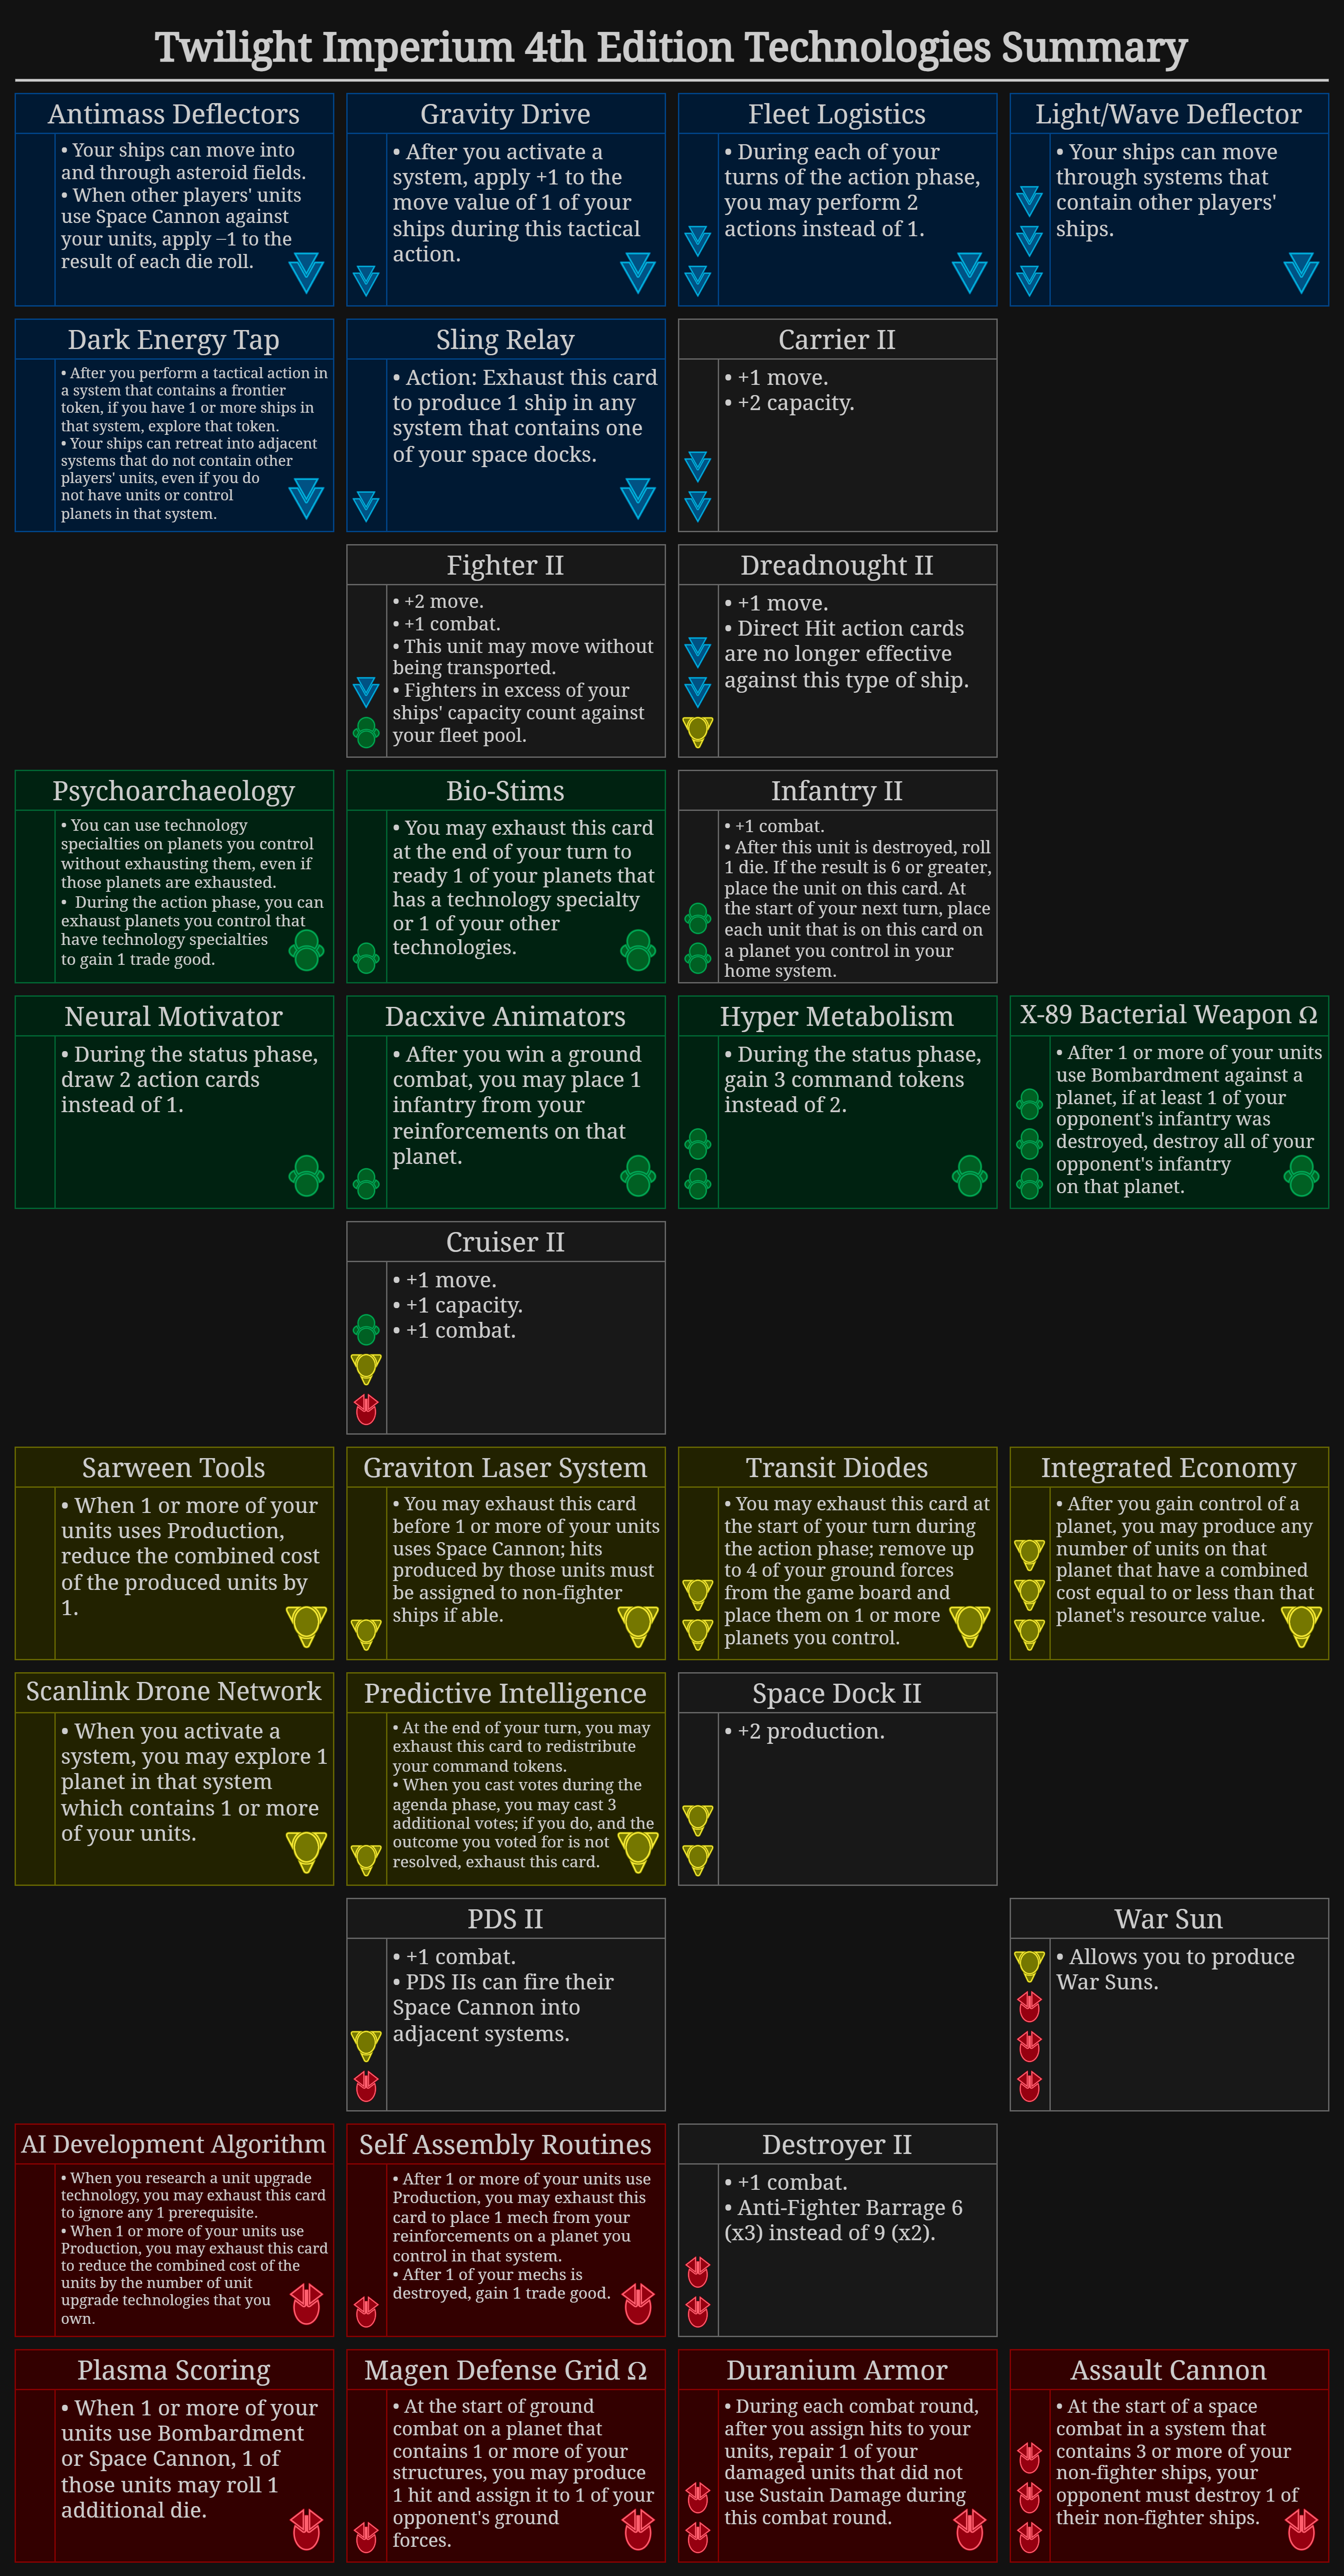 Twilight Imperium 4th Edition Technologies Summary
Antimass Deflectors
• Your ships can move into
and through asteroid fields.
• When other players' units
use Space Cannon against
your units, apply −1 to the
result of each die roll.
Gravity Drive
• After you activate a
system, apply +1 to the
move value of 1 of your
ships during this tactical
action.
Fleet Logistics
• During each of your
turns of the action phase,
you may perform 2
actions instead of 1.
Light/Wave Deflector
• Your ships can move
through systems that
contain other players'
ships.
Dark Energy Tap
• After you perform a tactical action in
a system that contains a frontier
token, if you have 1 or more ships in
that system, explore that token.
• Your ships can retreat into adjacent
systems that do not contain other
players' units, even if you do
not have units or control
planets in that system.
Sling Relay
• Action: Exhaust this card
to produce 1 ship in any
system that contains one
of your space docks.
Carrier II
• +1 move.
• +2 capacity.
Fighter II
• +2 move.
• +1 combat.
• This unit may move without
being transported.
• Fighters in excess of your
ships' capacity count against
your fleet pool.
Dreadnought II
• +1 move.
• Direct Hit action cards
are no longer effective
against this type of ship.
Psychoarchaeology
• You can use technology
specialties on planets you control
without exhausting them, even if
those planets are exhausted.
• During the action phase, you can
exhaust planets you control that
have technology specialties
to gain 1 trade good.
Bio-Stims
• You may exhaust this card
at the end of your turn to
ready 1 of your planets that
has a technology specialty
or 1 of your other
technologies.
Infantry II
• +1 combat.
• After this unit is destroyed, roll
1 die. If the result is 6 or greater,
place the unit on this card. At
the start of your next turn, place
each unit that is on this card on
a planet you control in your
home system.
Neural Motivator
• During the status phase,
draw 2 action cards
instead of 1.
Dacxive Animators
• After you win a ground
combat, you may place 1
infantry from your
reinforcements on that
planet.
Hyper Metabolism
• During the status phase,
gain 3 command tokens
instead of 2.
X-89 Bacterial Weapon Ω
• After 1 or more of your units
use Bombardment against a
planet, if at least 1 of your
opponent's infantry was
destroyed, destroy all of your
opponent's infantry
on that planet.
Cruiser II
• +1 move.
• +1 capacity.
• +1 combat.
Sarween Tools
• When 1 or more of your
units uses Production,
reduce the combined cost
of the produced units by
1.
Graviton Laser System
• You may exhaust this card
before 1 or more of your units
uses Space Cannon; hits
produced by those units must
be assigned to non-fighter
ships if able.
Transit Diodes
• You may exhaust this card at
the start of your turn during
the action phase; remove up
to 4 of your ground forces
from the game board and
place them on 1 or more
planets you control.
Integrated Economy
• After you gain control of a
planet, you may produce any
number of units on that
planet that have a combined
cost equal to or less than that
planet's resource value.
Scanlink Drone Network
• When you activate a
system, you may explore 1
planet in that system
which contains 1 or more
of your units.
Predictive Intelligence
• At the end of your turn, you may
exhaust this card to redistribute
your command tokens.
• When you cast votes during the
agenda phase, you may cast 3
additional votes; if you do, and the
outcome you voted for is not
resolved, exhaust this card.
Space Dock II
• +2 production.
PDS II
• +1 combat.
• PDS IIs can fire their
Space Cannon into
adjacent systems.
War Sun
• Allows you to produce
War Suns.
AI Development Algorithm
• When you research a unit upgrade
technology, you may exhaust this card
to ignore any 1 prerequisite.
• When 1 or more of your units use
Production, you may exhaust this card
to reduce the combined cost of the
units by the number of unit
upgrade technologies that you
own.
Self Assembly Routines
• After 1 or more of your units use
Production, you may exhaust this
card to place 1 mech from your
reinforcements on a planet you
control in that system.
• After 1 of your mechs is
destroyed, gain 1 trade good.
Destroyer II
• +1 combat.
• Anti-Fighter Barrage 6
(x3) instead of 9 (x2).
Plasma Scoring
• When 1 or more of your
units use Bombardment
or Space Cannon, 1 of
those units may roll 1
additional die.
Magen Defense Grid Ω
• At the start of ground
combat on a planet that
contains 1 or more of your
structures, you may produce
1 hit and assign it to 1 of your
opponent's ground
forces.
Duranium Armor
• During each combat round,
after you assign hits to your
units, repair 1 of your
damaged units that did not
use Sustain Damage during
this combat round.
Assault Cannon
• At the start of a space
combat in a system that
contains 3 or more of your
non-fighter ships, your
opponent must destroy 1 of
their non-fighter ships.